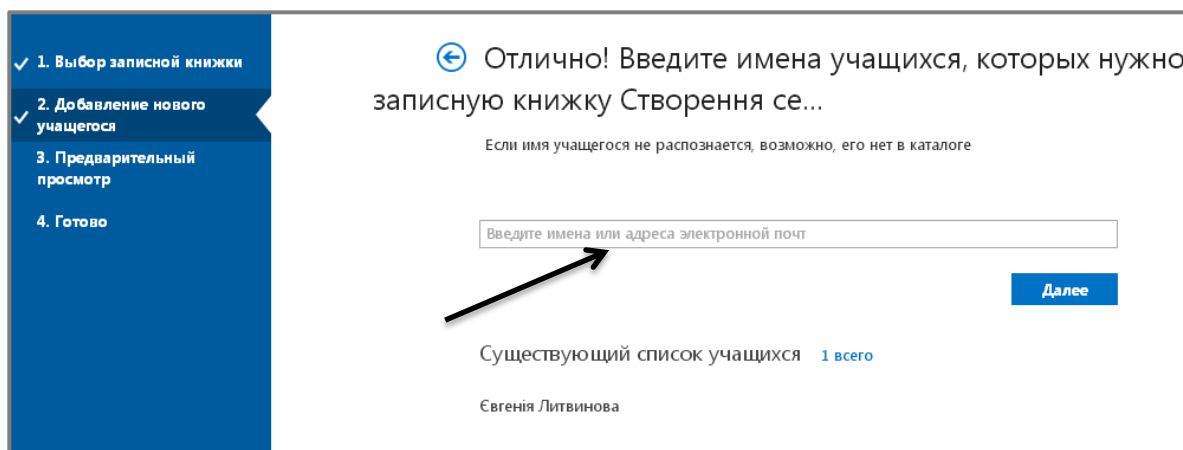 1. Выбор записной книжки
2. Добавление нового
учащегося
3. Предварительный
просмотр
4. Готово
Отлично! Введите имена учащихся, которых нужно
записную книжку Створення се...
Если имя учащегося не распознается, возможно, его нет в каталоге
Введите имена или адреса электронной почт
Далее
Существующий список учащихся 1 всего
Євгенія Литвинова